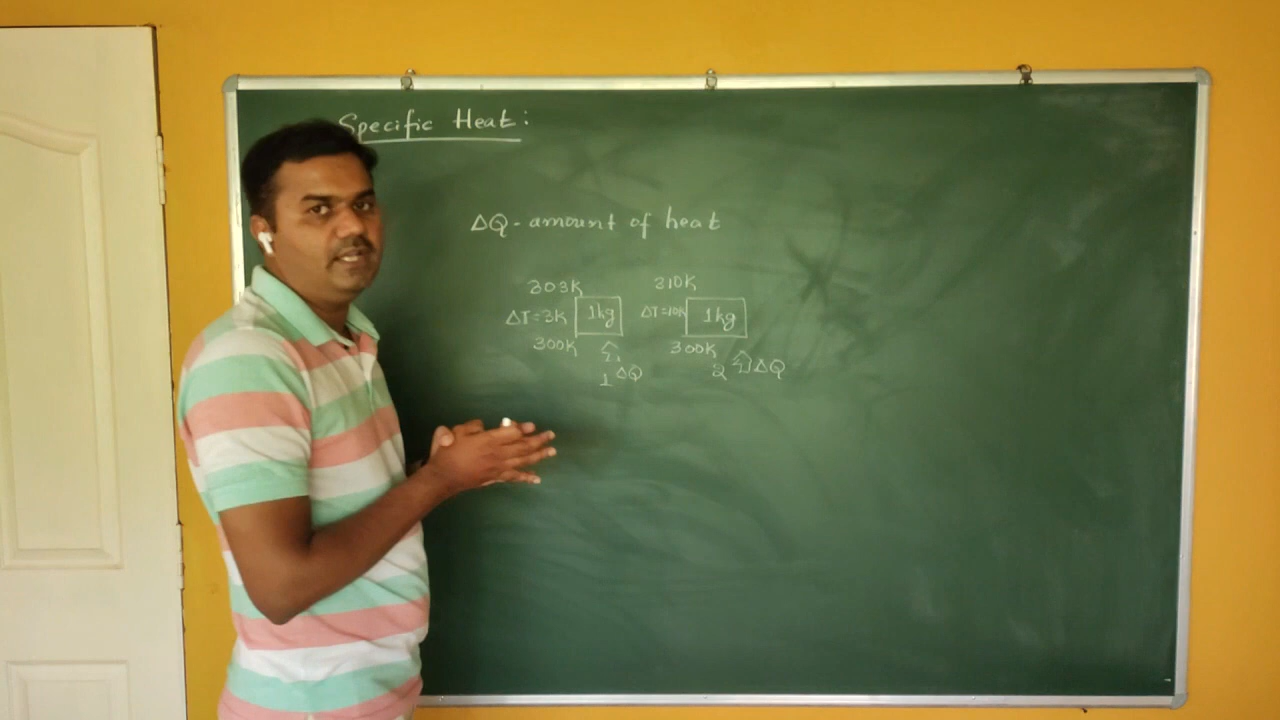 Specific Heat:
ΔQ - amount of heat
303K 310K
ΔT=3K 1kg ΔT=10K 1kg
300K 300K
1 ΔQ 2 ΔQ